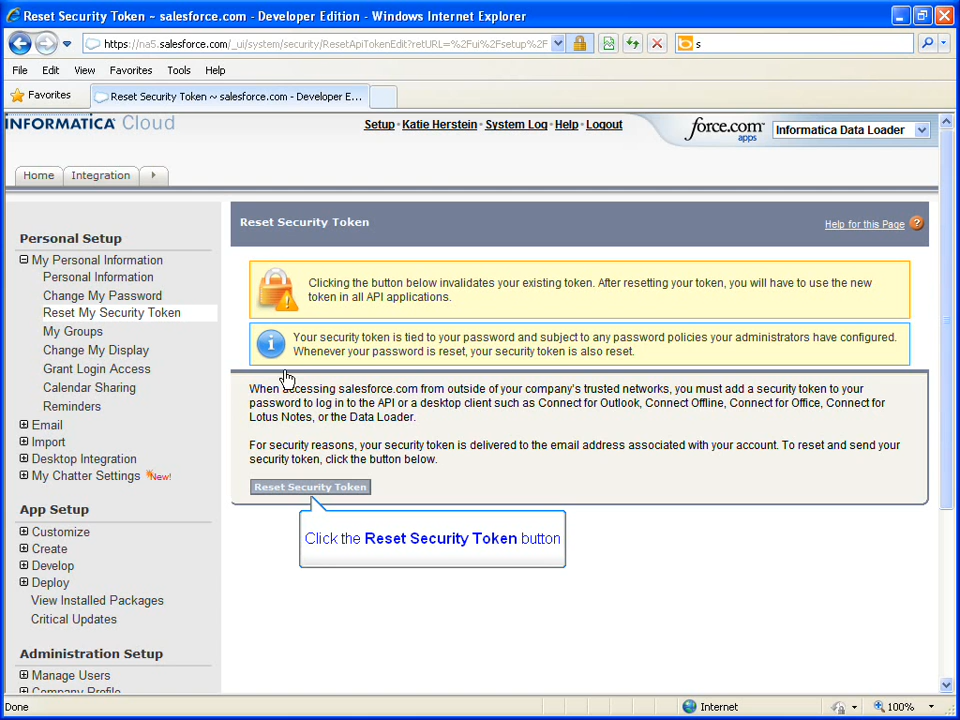 Reset Security Token ~ salesforce.com - Developer Edition - Windows Internet Explorer
https://na5.salesforce.com/_ui/system/security/ResetApiTokenEdit?retURL=%2Fui%2Fsetup%2F
s
File Edit View Favorites Tools Help
Favorites
Reset Security Token ~ salesforce.com - Developer E...
INFORMATICA Cloud
Setup · Katie Herstein · System Log · Help · Logout
force.com
apps
Informatica Data Loader
Home
Integration
Reset Security Token
Help for this Page
Personal Setup
My Personal Information
Personal Information
Change My Password
Reset My Security Token
My Groups
Change My Display
Grant Login Access
Calendar Sharing
Reminders
Email
Import
Desktop Integration
My Chatter Settings New!
App Setup
Customize
Create
Develop
Deploy
View Installed Packages
Critical Updates
Administration Setup
Manage Users
Company Profile
Clicking the button below invalidates your existing token. After resetting your token, you will have to use the new
token in all API applications.
Your security token is tied to your password and subject to any password policies your administrators have configured.
Whenever your password is reset, your security token is also reset.
When accessing salesforce.com from outside of your company's trusted networks, you must add a security token to your
password to log in to the API or a desktop client such as Connect for Outlook, Connect Offline, Connect for Office, Connect for
Lotus Notes, or the Data Loader.
For security reasons, your security token is delivered to the email address associated with your account. To reset and send your
security token, click the button below.
Reset Security Token
Click the Reset Security Token button
Done
Internet
100%